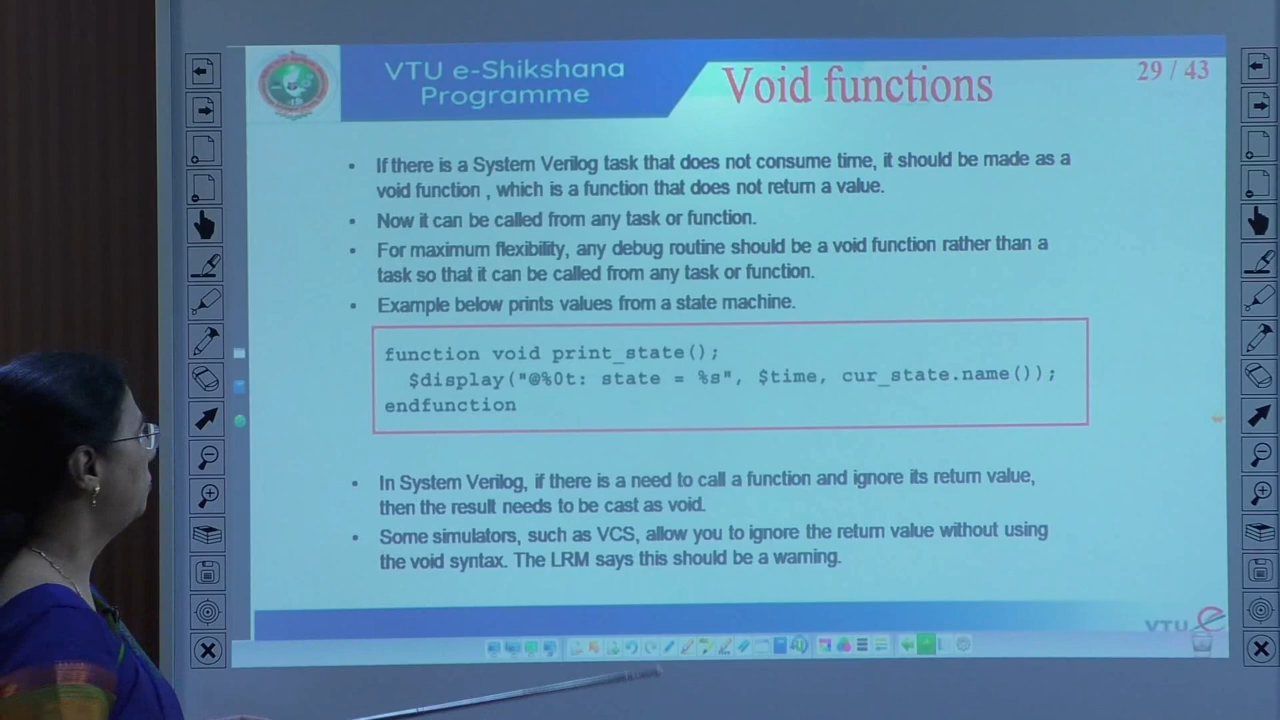 VTU e-Shikshana
Programme
Void functions
29 / 43
• If there is a System Verilog task that does not consume time, it should be made as a
void function , which is a function that does not return a value.
• Now it can be called from any task or function.
• For maximum flexibility, any debug routine should be a void function rather than a
task so that it can be called from any task or function.
• Example below prints values from a state machine.
function void print_state();
$display("@%0t: state = %s", $time, cur_state.name());
endfunction
• In System Verilog, if there is a need to call a function and ignore its return value,
then the result needs to be cast as void.
• Some simulators, such as VCS, allow you to ignore the return value without using
the void syntax. The LRM says this should be a warning.
VTU e